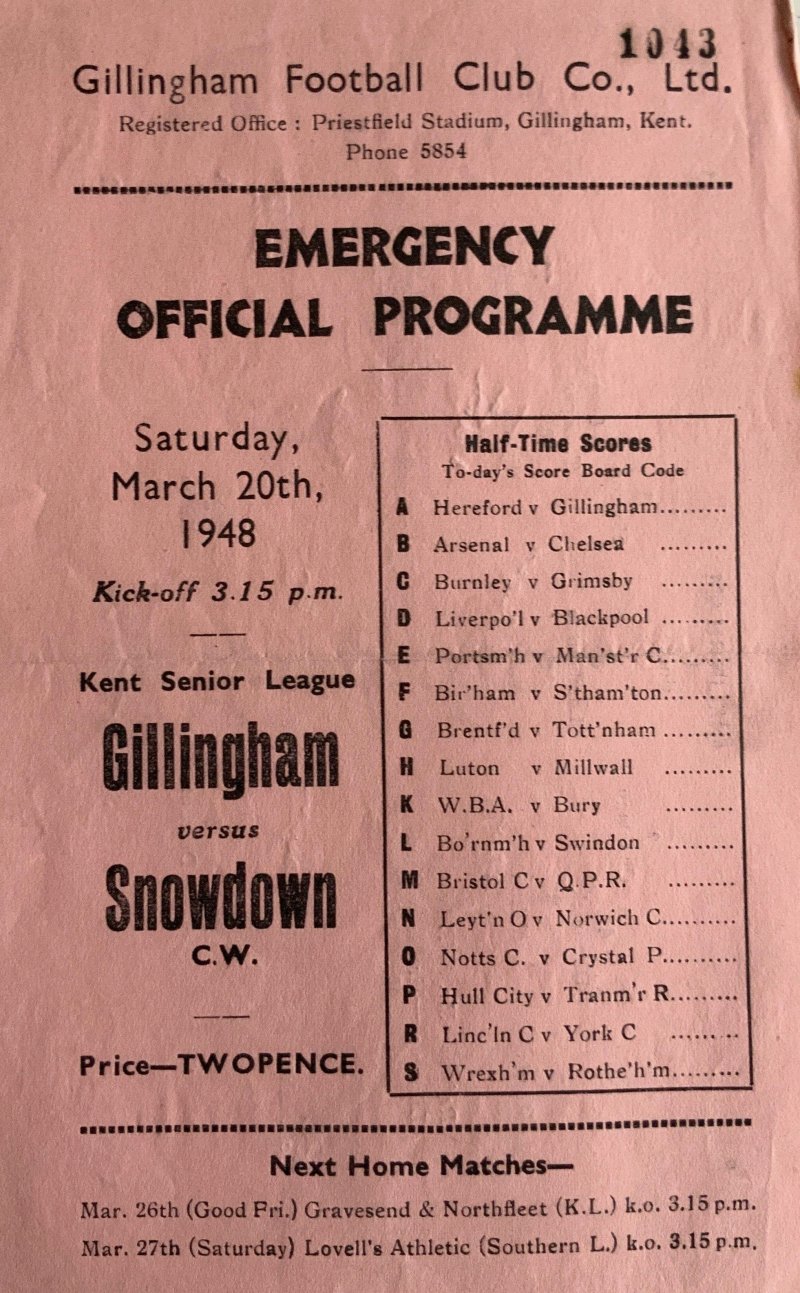 1043
Gillingham Football Club Co., Ltd.
Registered Office : Priestfield Stadium, Gillingham, Kent.
Phone 5854
EMERGENCY
OFFICIAL PROGRAMME
Saturday,
March 20th,
1948
Kick-off 3.15 p.m.
Kent Senior League
Gillingham
versus
Snowdown
C.W.
Price—TWOPENCE.
Half-Time Scores
To-day's Score Board Code
A Hereford v Gillingham.........
B Arsenal v Chelsea .........
C Burnley v Grimsby .........
D Liverpo'l v Blackpool .........
E Portsm'h v Man'st'r C.........
F Bir'ham v S'tham'ton.........
G Brentf'd v Tott'nham .........
H Luton v Millwall .........
K W.B.A. v Bury .........
L Bo'rnm'h v Swindon .........
M Bristol C v Q.P.R. .........
N Leyt'n O v Norwich C..........
O Notts C. v Crystal P..........
P Hull City v Tranm'r R.........
R Linc'ln C v York C .........
S Wrexh'm v Rothe'h'm.........
Next Home Matches—
Mar. 26th (Good Fri.) Gravesend & Northfleet (K.L.) k.o. 3.15 p.m.
Mar. 27th (Saturday) Lovell's Athletic (Southern L.) k.o. 3.15 p.m.